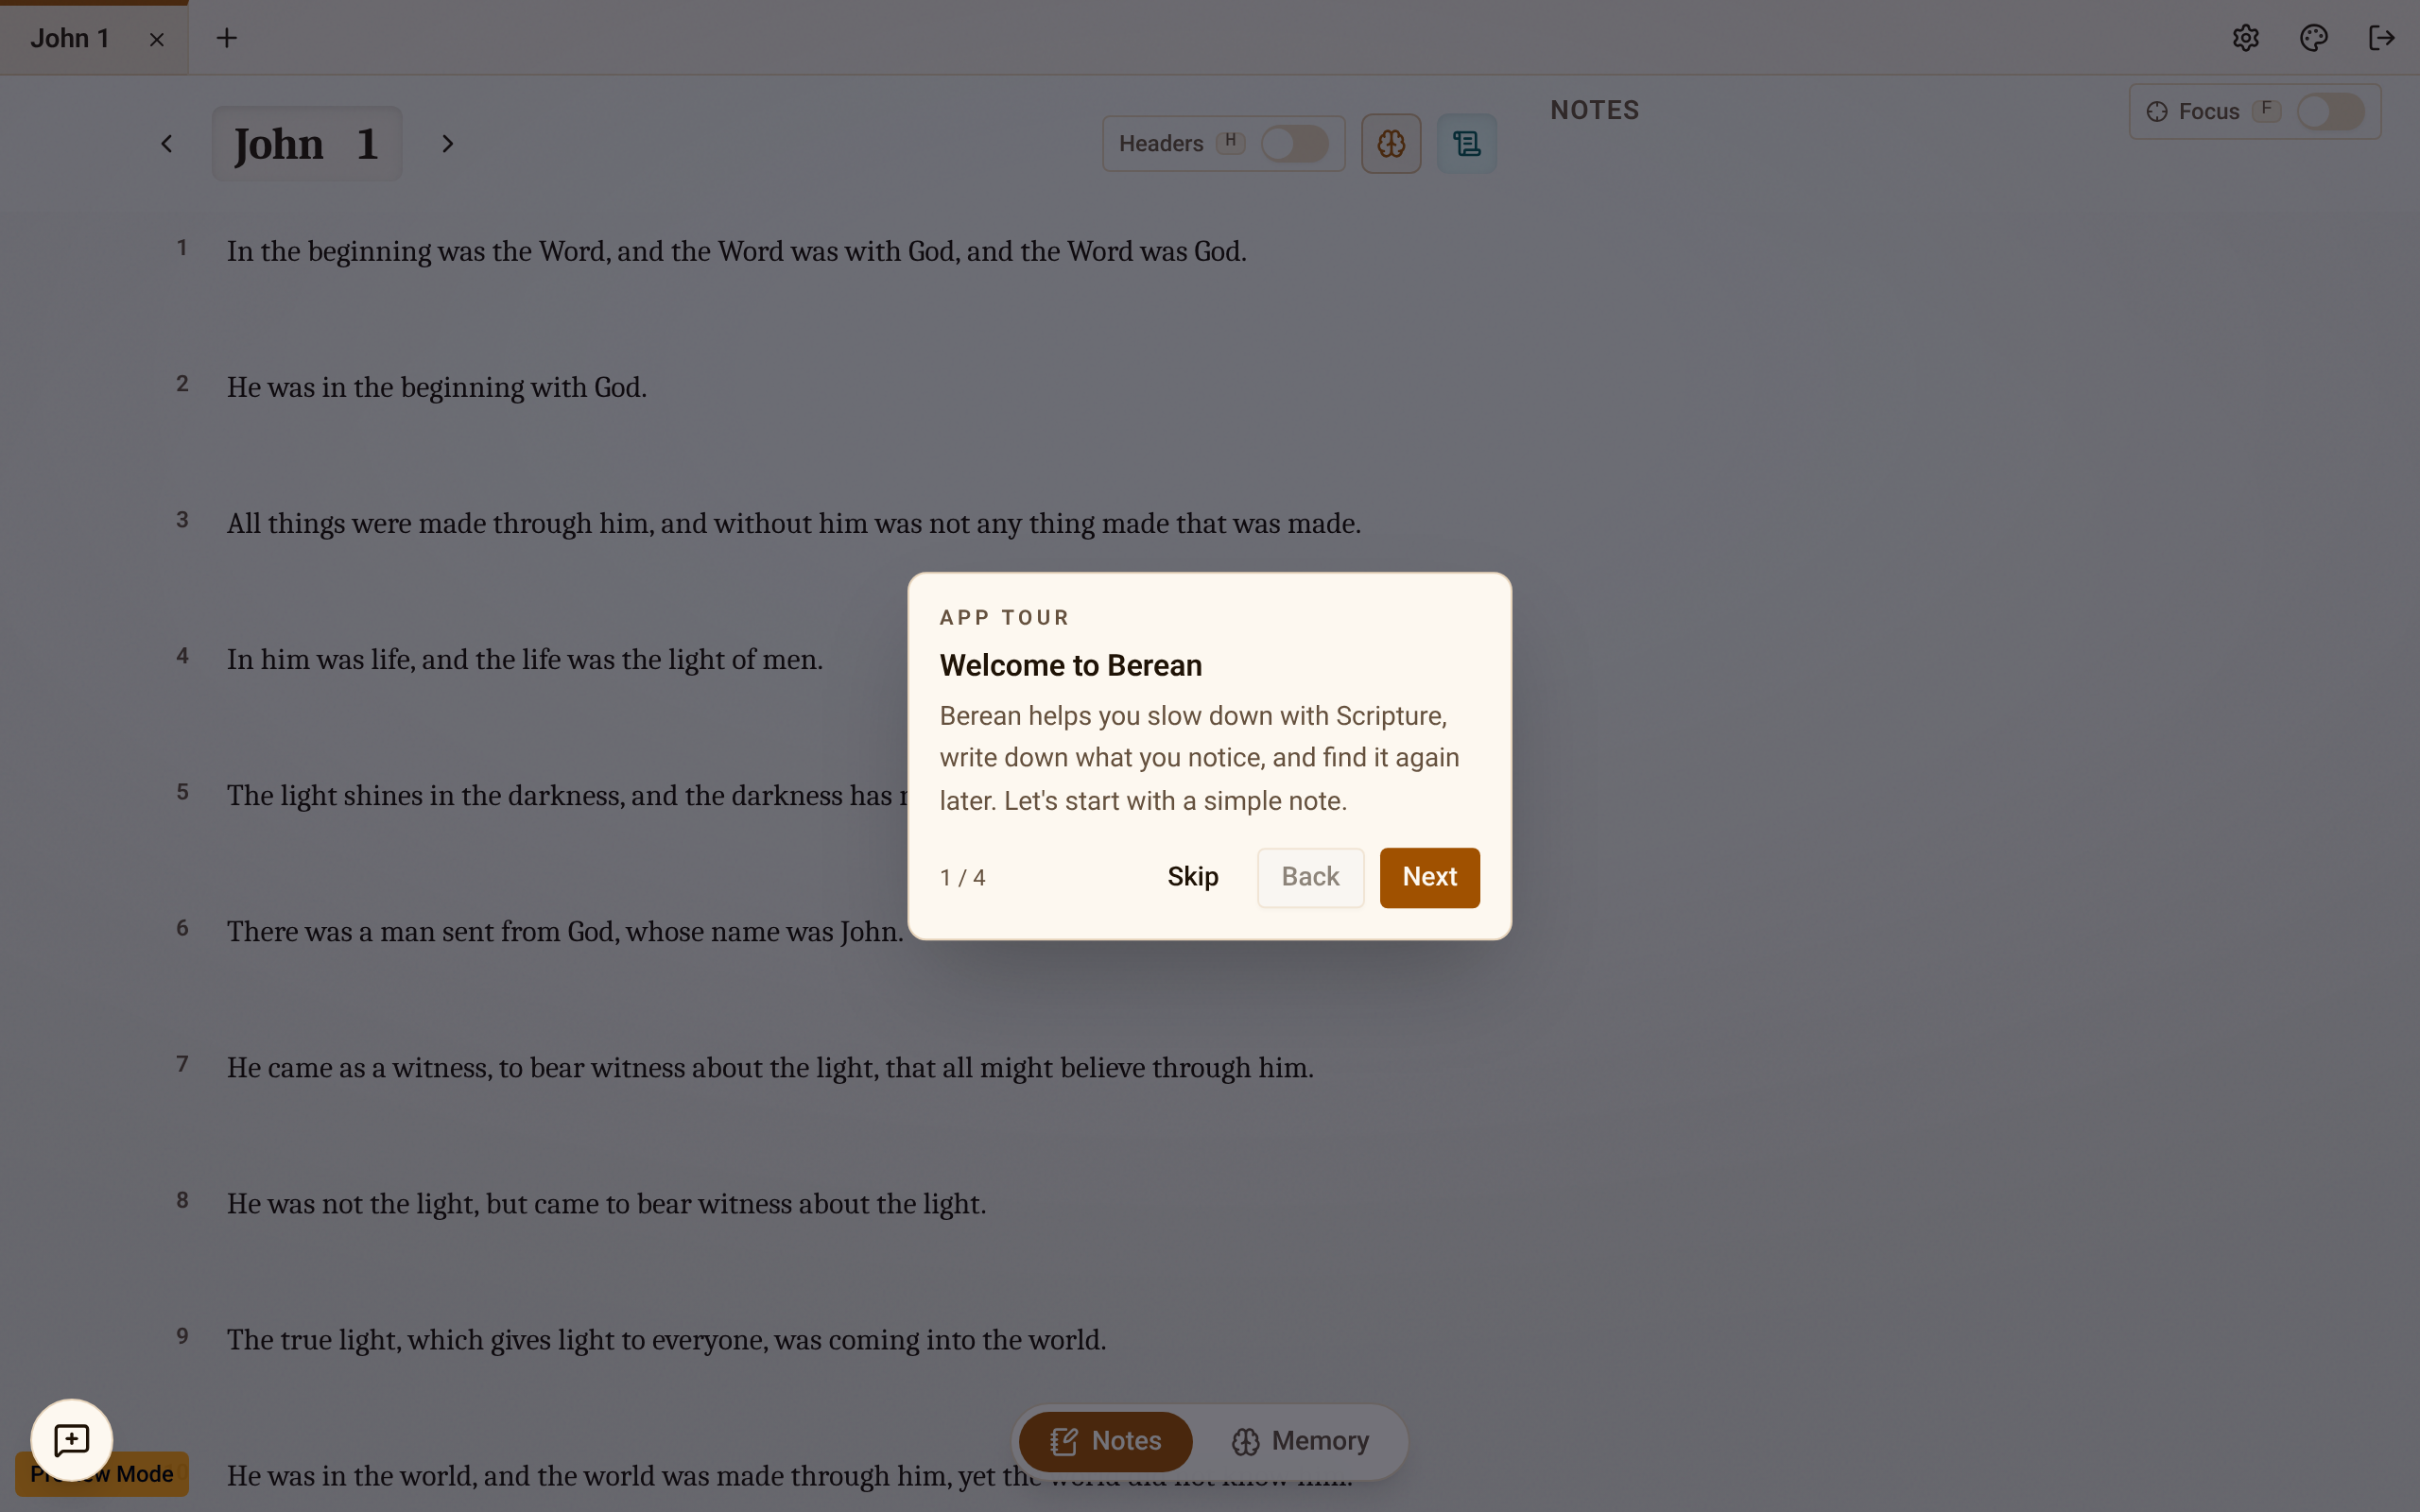 John 1
John 1
Headers H
NOTES
Focus F
1 In the beginning was the Word, and the Word was with God, and the Word was God.
2 He was in the beginning with God.
3 All things were made through him, and without him was not any thing made that was made.
4 In him was life, and the life was the light of men.
5 The light shines in the darkness, and the darkness has
6 There was a man sent from God, whose name was John.
APP TOUR
Welcome to Berean
Berean helps you slow down with Scripture,
write down what you notice, and find it again
later. Let's start with a simple note.
1 / 4
Skip
Back
Next
7 He came as a witness, to bear witness about the light, that all might believe through him.
8 He was not the light, but came to bear witness about the light.
9 The true light, which gives light to everyone, was coming into the world.
He was in the world, and the world was made through him, yet the world did not know him.
Notes
Memory
Mode